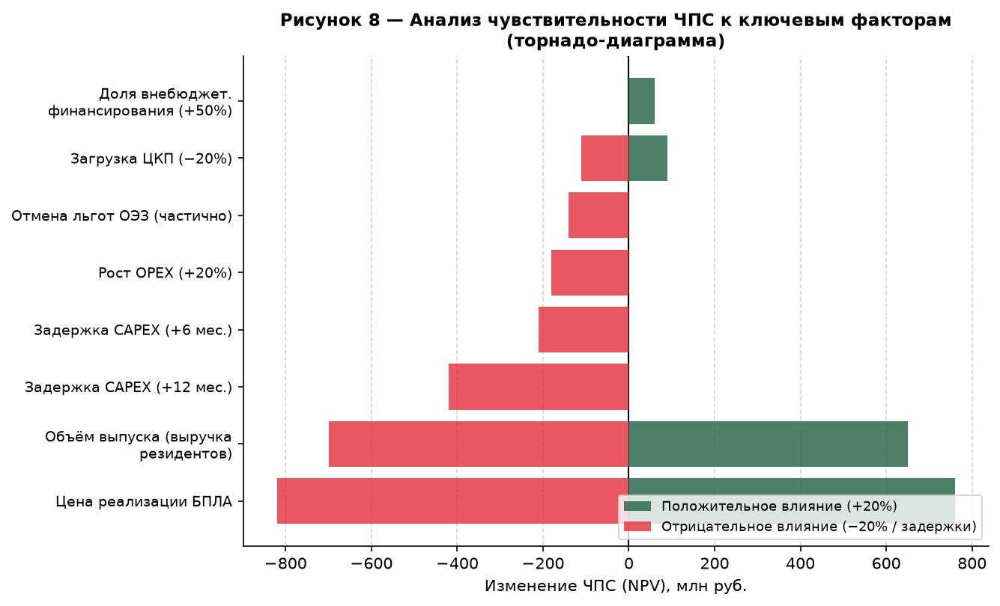 Рисунок 8 — Анализ чувствительности ЧПС к ключевым факторам
(торнадо-диаграмма)
Доля внебюджет.
финансирования (+50%)
Загрузка ЦКП (−20%)
Отмена льгот ОЭЗ (частично)
Рост OPEX (+20%)
Задержка CAPEX (+6 мес.)
Задержка CAPEX (+12 мес.)
Объём выпуска (выручка
резидентов)
Цена реализации БПЛА
Положительное влияние (+20%)
Отрицательное влияние (−20% / задержки)
−800 −600 −400 −200 0 200 400 600 800
Изменение ЧПС (NPV), млн руб.